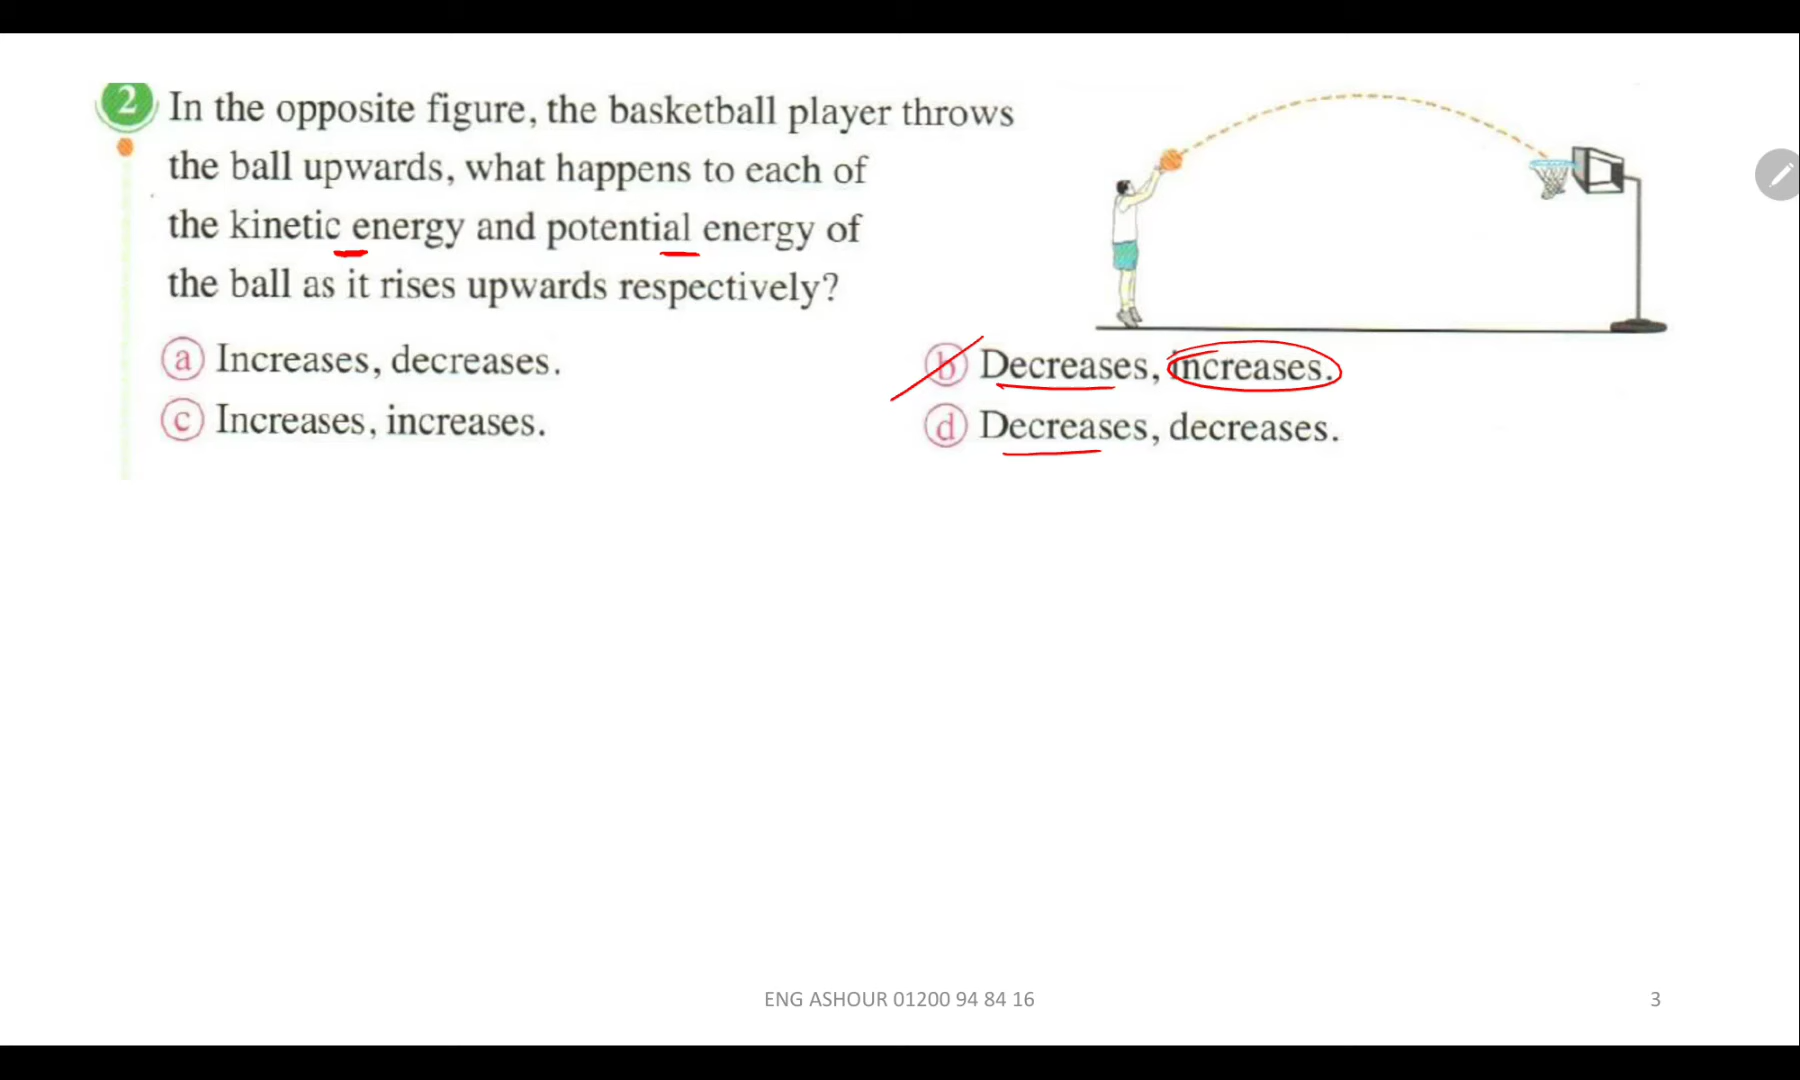 2 In the opposite figure, the basketball player throws
the ball upwards, what happens to each of
the kinetic energy and potential energy of
the ball as it rises upwards respectively?
a Increases, decreases.
b Decreases, increases.
c Increases, increases.
d Decreases, decreases.
ENG ASHOUR 01200 94 84 16
3